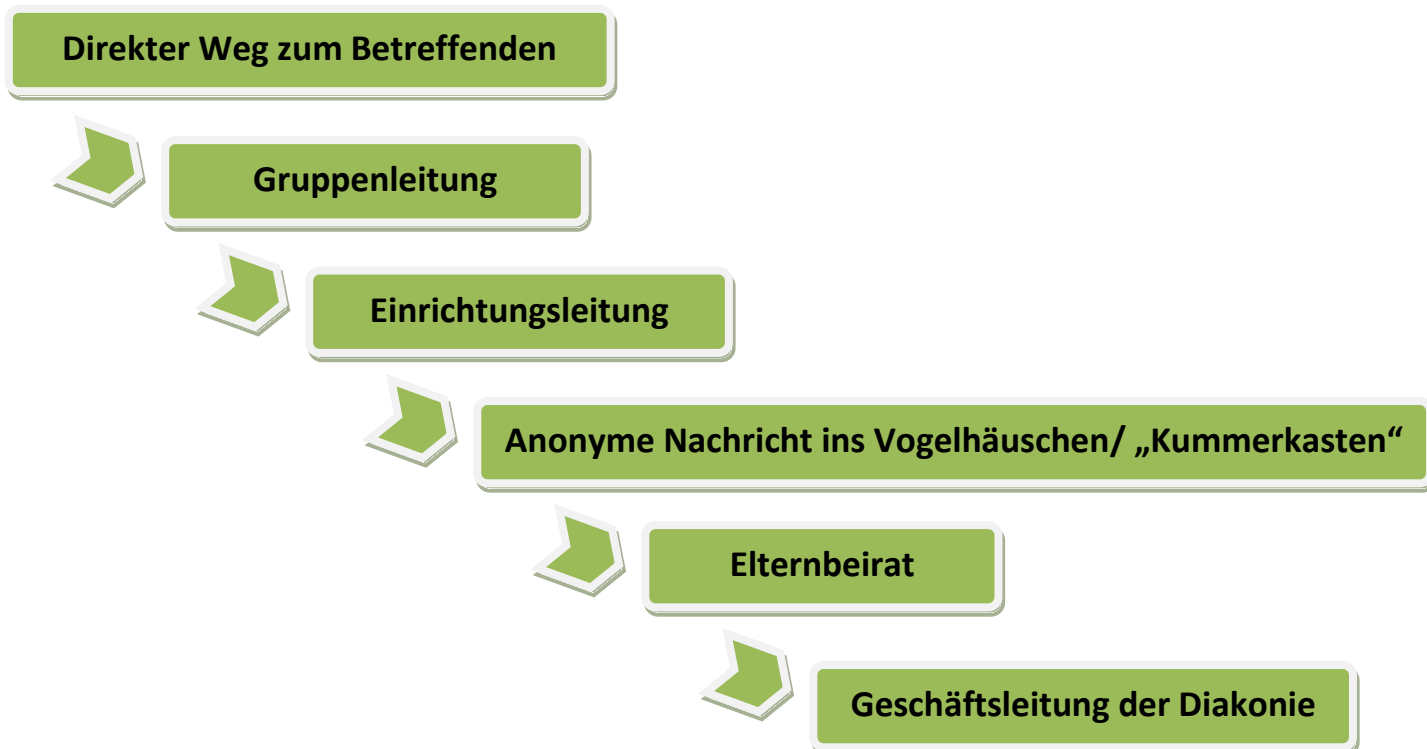 Direkter Weg zum Betreffenden
Gruppenleitung
Einrichtungsleitung
Anonyme Nachricht ins Vogelhäuschen/ „Kummerkasten“
Elternbeirat
Geschäftsleitung der Diakonie